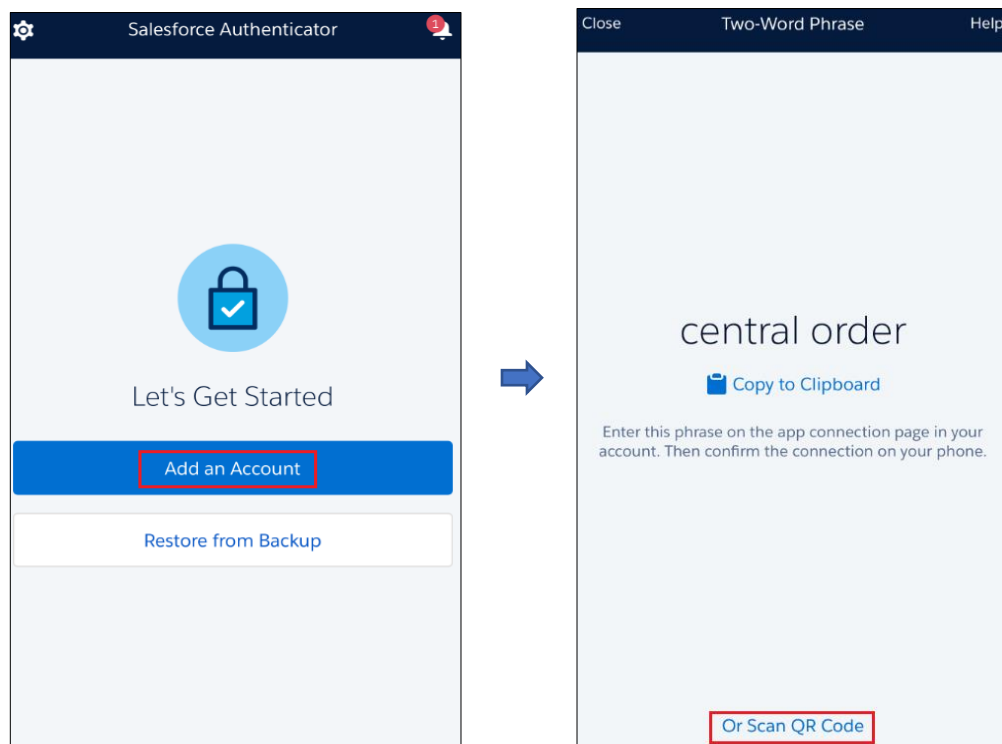 Salesforce Authenticator
1
Let's Get Started
Add an Account
Restore from Backup
Close
Two-Word Phrase
Help
central order
Copy to Clipboard
Enter this phrase on the app connection page in your
account. Then confirm the connection on your phone.
Or Scan QR Code